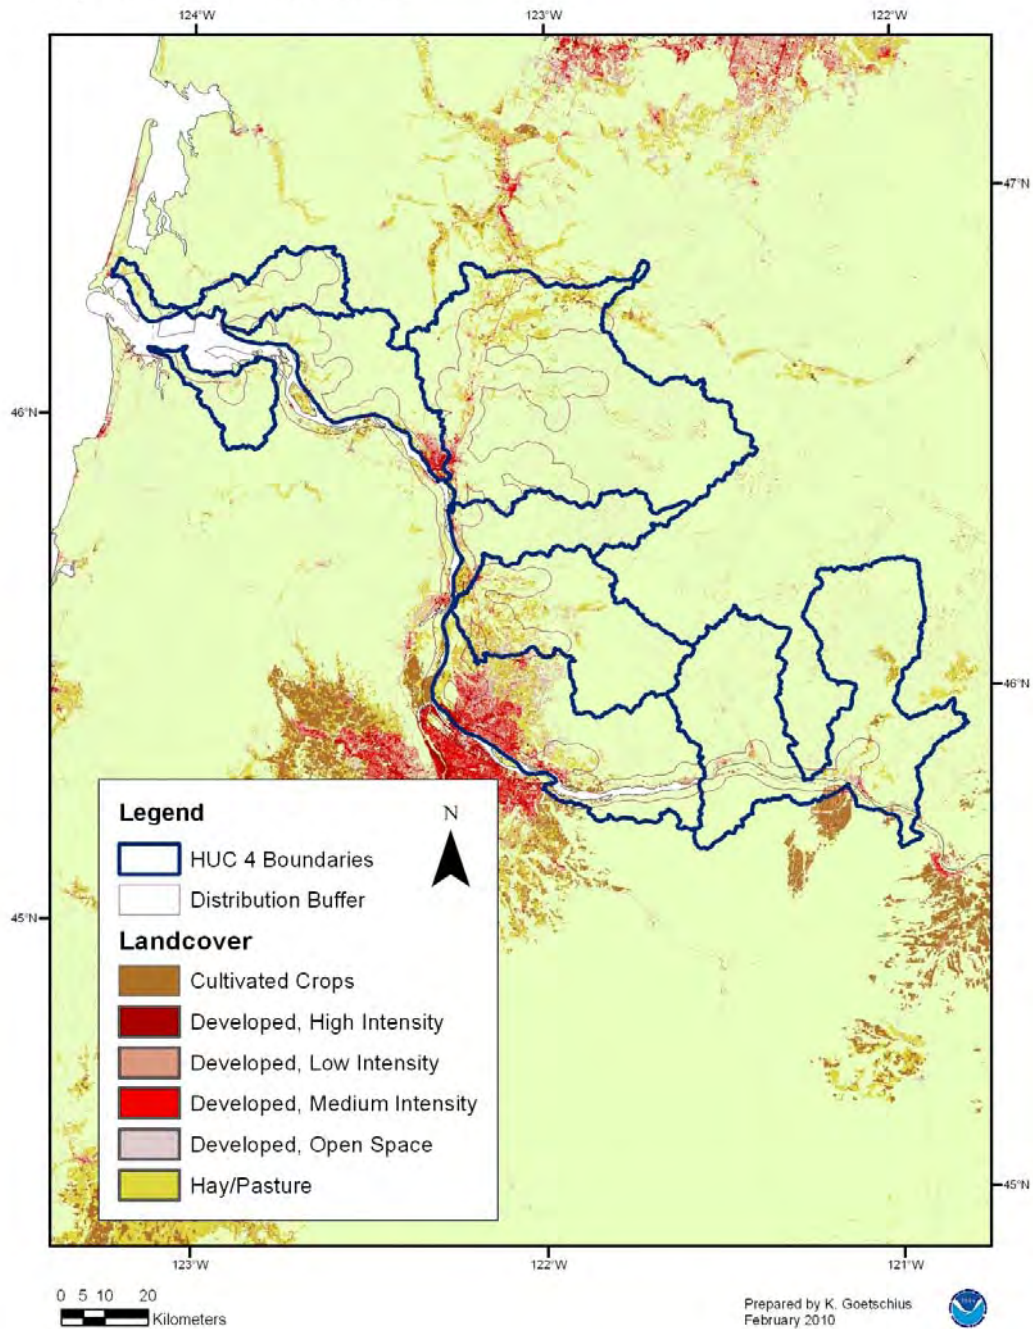 124°W 123°W 122°W
47°N
46°N
46°N
Legend
N
HUC 4 Boundaries
Distribution Buffer
Landcover
45°N
Cultivated Crops
Developed, High Intensity
Developed, Low Intensity
Developed, Medium Intensity
Developed, Open Space
Hay/Pasture
45°N
123°W 122°W 121°W
0 5 10 20
Kilometers
Prepared by K. Goetschius
February 2010